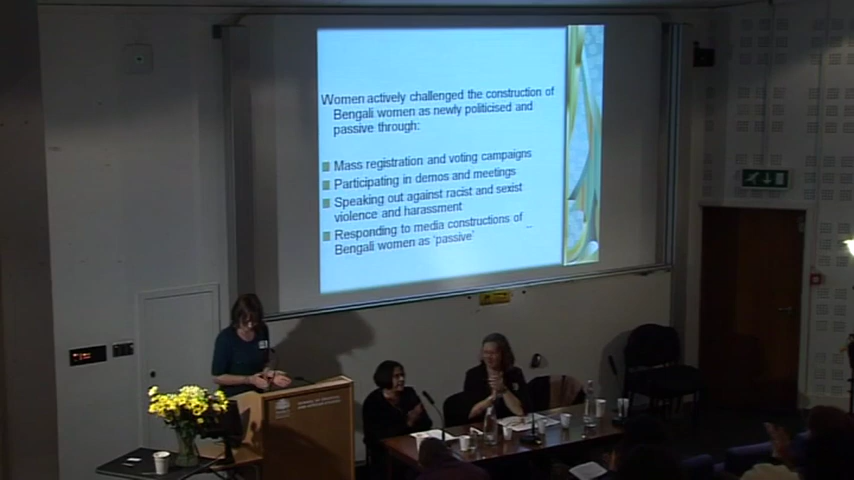 Women actively challenged the construction of
Bengali women as newly politicised and
passive through:
Mass registration and voting campaigns
Participating in demos and meetings
Speaking out against racist and sexist
violence and harassment
Responding to media constructions of
Bengali women as 'passive'